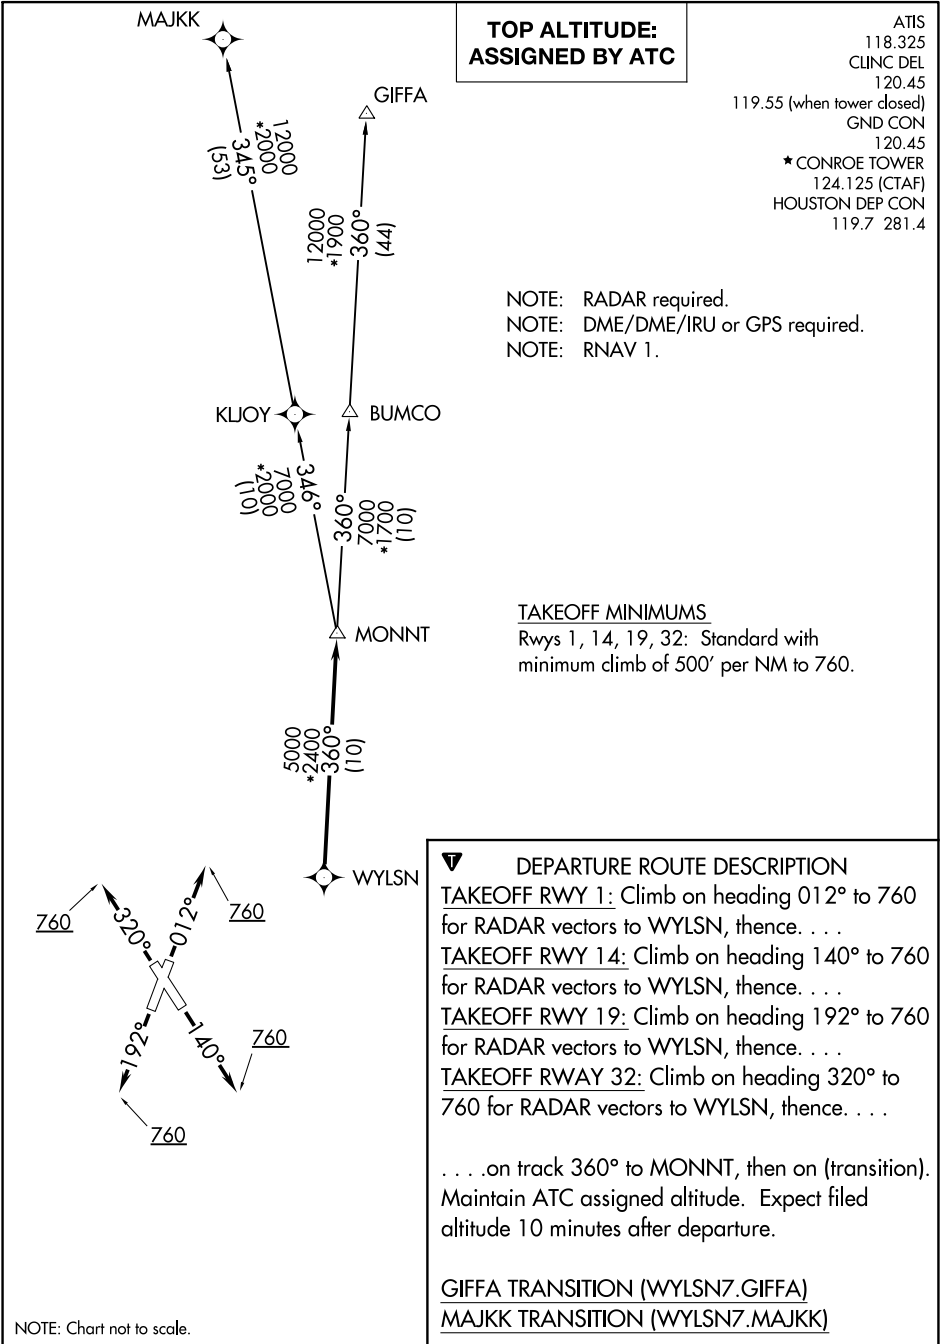 MAJKK
TOP ALTITUDE:
ASSIGNED BY ATC
ATIS
118.325
CLINC DEL
120.45
119.55 (when tower closed)
GND CON
120.45
★ CONROE TOWER
124.125 (CTAF)
HOUSTON DEP CON
119.7 281.4
GIFFA
12000
*2000
345°
(53)
12000
*1900
360°
(44)
NOTE: RADAR required.
NOTE: DME/DME/IRU or GPS required.
NOTE: RNAV 1.
KLJOY
BUMCO
346°
7000
*2000
(10)
360°
7000
*1700
(10)
MONNT
TAKEOFF MINIMUMS
Rwys 1, 14, 19, 32: Standard with
minimum climb of 500' per NM to 760.
5000
*2400
360°
(10)
WYLSN
760
320°
012°
760
192°
140°
760
760
T
DEPARTURE ROUTE DESCRIPTION
TAKEOFF RWY 1: Climb on heading 012° to 760
for RADAR vectors to WYLSN, thence. . . .
TAKEOFF RWY 14: Climb on heading 140° to 760
for RADAR vectors to WYLSN, thence. . . .
TAKEOFF RWY 19: Climb on heading 192° to 760
for RADAR vectors to WYLSN, thence. . . .
TAKEOFF RWAY 32: Climb on heading 320° to
760 for RADAR vectors to WYLSN, thence. . . .
. . . .on track 360° to MONNT, then on (transition).
Maintain ATC assigned altitude. Expect filed
altitude 10 minutes after departure.
GIFFA TRANSITION (WYLSN7.GIFFA)
MAJKK TRANSITION (WYLSN7.MAJKK)
NOTE: Chart not to scale.